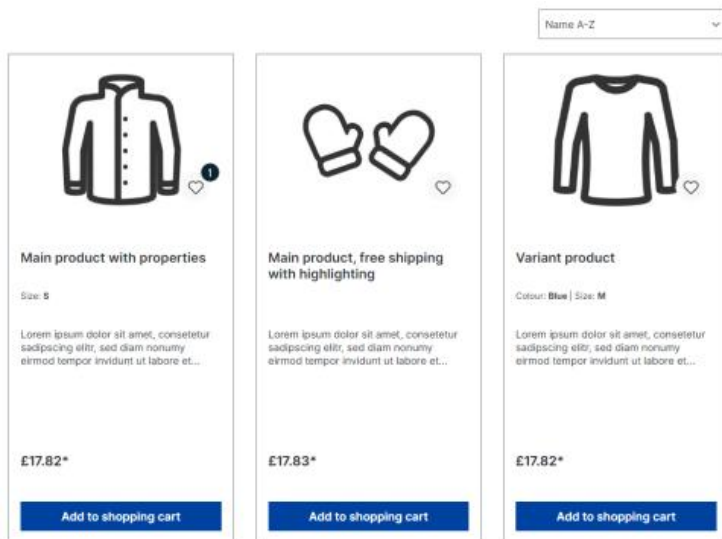 Name A-Z
1
Main product with properties
Size: S
Lorem ipsum dolor sit amet, consetetur
sadipscing elitr, sed diam nonumy
eirmod tempor invidunt ut labore et...
£17.82*
Add to shopping cart
Main product, free shipping
with highlighting
Lorem ipsum dolor sit amet, consetetur
sadipscing elitr, sed diam nonumy
eirmod tempor invidunt ut labore et...
£17.83*
Add to shopping cart
Variant product
Colour: Blue | Size: M
Lorem ipsum dolor sit amet, consetetur
sadipscing elitr, sed diam nonumy
eirmod tempor invidunt ut labore et...
£17.82*
Add to shopping cart